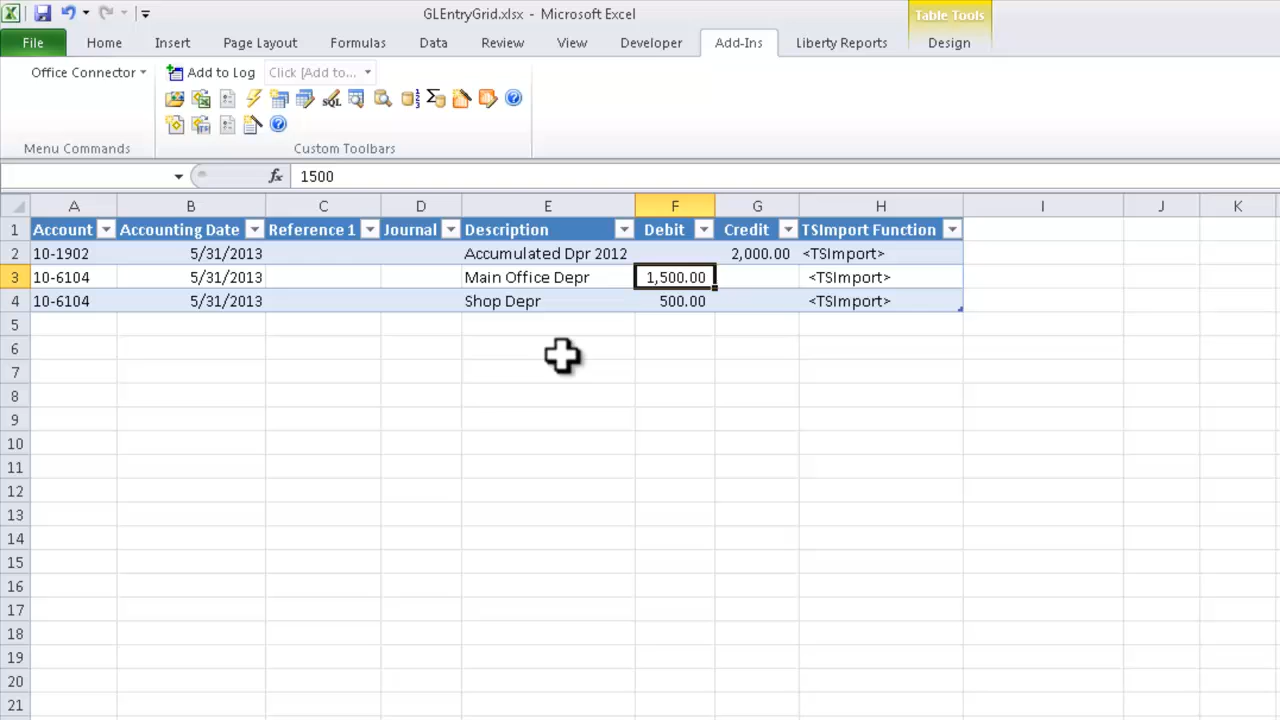 GLEntryGrid.xlsx - Microsoft Excel
Table Tools
File Home Insert Page Layout Formulas Data Review View Developer Add-Ins Liberty Reports Design
Office Connector Add to Log Click [Add to...
SQL
Menu Commands Custom Toolbars
fx 1500
A B C D E F G H I J K
1 Account Accounting Date Reference 1 Journal Description Debit Credit TSImport Function
2 10-1902 5/31/2013 Accumulated Dpr 2012 2,000.00 <TSImport>
3 10-6104 5/31/2013 Main Office Depr 1,500.00 <TSImport>
4 10-6104 5/31/2013 Shop Depr 500.00 <TSImport>
5
6
7
8
9
10
11
12
13
14
15
16
17
18
19
20
21